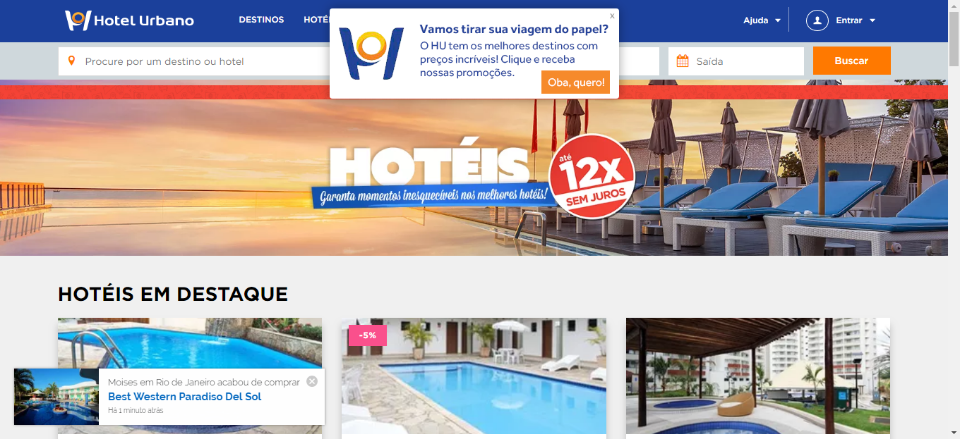 Hotel Urbano
DESTINOS
HOTÉ
Ajuda
Entrar
x
Vamos tirar sua viagem do papel?
O HU tem os melhores destinos com
preços incríveis! Clique e receba
nossas promoções.
Oba, quero!
Procure por um destino ou hotel
Saída
Buscar
HOTÉIS
Garanta momentos inesquecíveis nos melhores hotéis!
até
12x
SEM JUROS
HOTÉIS EM DESTAQUE
-5%
Moises em Rio de Janeiro acabou de comprar
Best Western Paradiso Del Sol
Há 1 minuto atrás